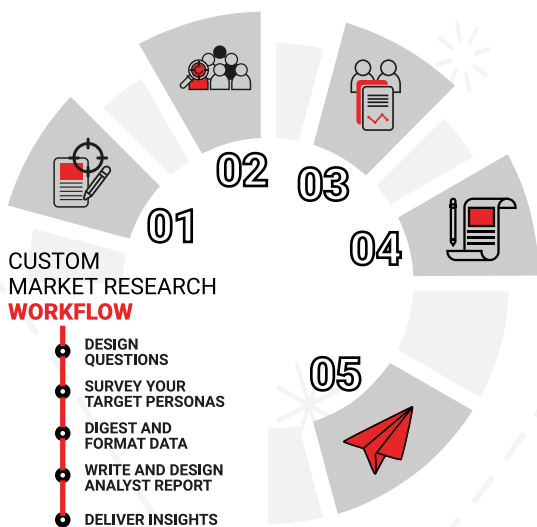 01
02
03
04
05
CUSTOM
MARKET RESEARCH
WORKFLOW
DESIGN
QUESTIONS
SURVEY YOUR
TARGET PERSONAS
DIGEST AND
FORMAT DATA
WRITE AND DESIGN
ANALYST REPORT
DELIVER INSIGHTS